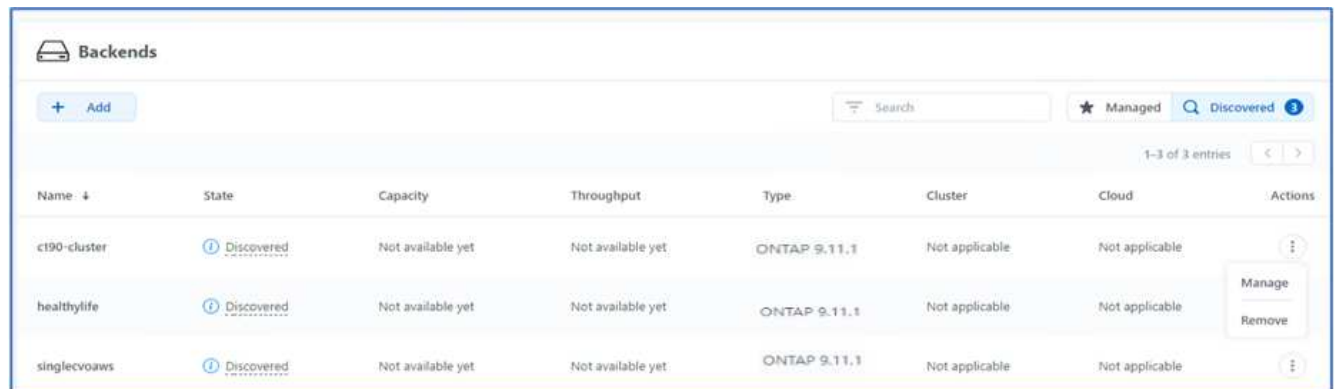 Backends
+ Add Search Managed Discovered 3
1-3 of 3 entries < >
Name ↓ State Capacity Throughput Type Cluster Cloud Actions
c190-cluster Discovered Not available yet Not available yet ONTAP 9.11.1 Not applicable Not applicable
Manage
healthylife Discovered Not available yet Not available yet ONTAP 9.11.1 Not applicable Not applicable
Remove
singlecvoaws Discovered Not available yet Not available yet ONTAP 9.11.1 Not applicable Not applicable